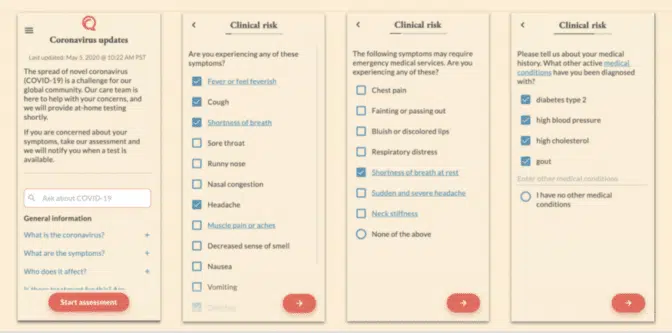 Coronavirus updates
Last updated: May 5, 2020 @ 10:22 AM PST
The spread of novel coronavirus
(COVID-19) is a challenge for our
global community. Our care team is
here to help with your concerns, and
we will provide at-home testing
shortly.
If you are concerned about your
symptoms, take our assessment and
we will notify you when a test is
available.
Ask about COVID-19
General information
What is the coronavirus? +
What are the symptoms? +
Who does it affect? +
Start assessment
Clinical risk
Are you experiencing any of these
symptoms?
Fever or feel feverish
Cough
Shortness of breath
Sore throat
Runny nose
Nasal congestion
Headache
Muscle pain or aches
Decreased sense of smell
Nausea
Vomiting
Clinical risk
The following symptoms may require
emergency medical services. Are you
experiencing any of these?
Chest pain
Fainting or passing out
Bluish or discolored lips
Respiratory distress
Shortness of breath at rest
Sudden and severe headache
Neck stiffness
None of the above
Clinical risk
Please tell us about your medical
history. What other active medical
conditions have you been diagnosed
with?
diabetes type 2
high blood pressure
high cholesterol
gout
Enter other medical conditions
I have no other medical
conditions